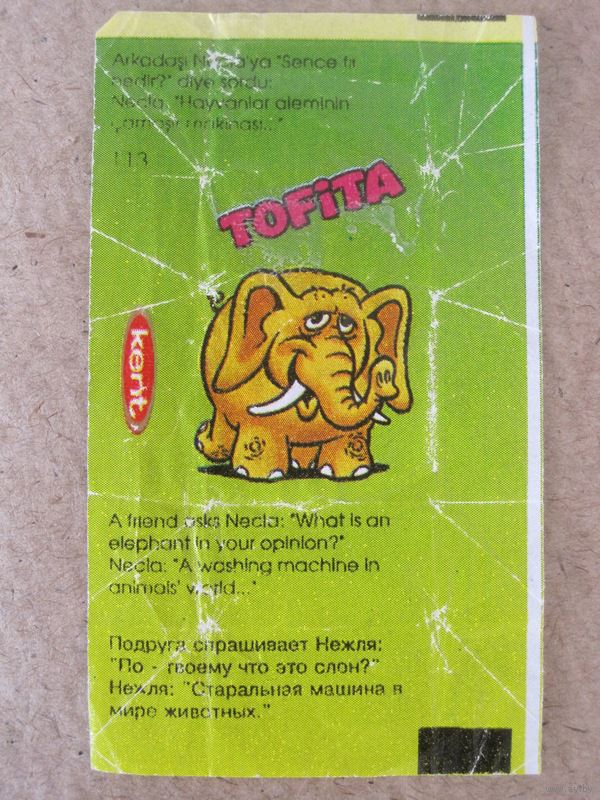 Arkadaşı Necla'ya "Sence fil
nedir?" diye sordu:
Necla, "Hayvanlar aleminin
çamaşır makinası..."
113
TOFiTA
kent
A friend asks Necla: "What is an
elephant in your opinion?"
Necla: "A washing machine in
animals' world..."
Подруга спрашивает Нежля:
"По - твоему что это слон?"
Нежля: "Старальная машина в
мире животных."